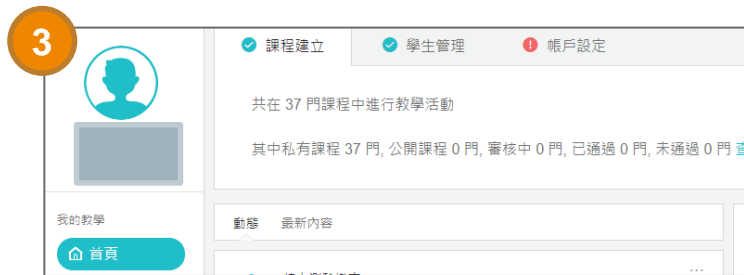 3
課程建立 學生管理 帳戶設定
共在 37 門課程中進行教學活動
其中私有課程 37 門, 公開課程 0 門, 審核中 0 門, 已通過 0 門, 未通過 0 門
我的教學
動態 最新內容
首頁